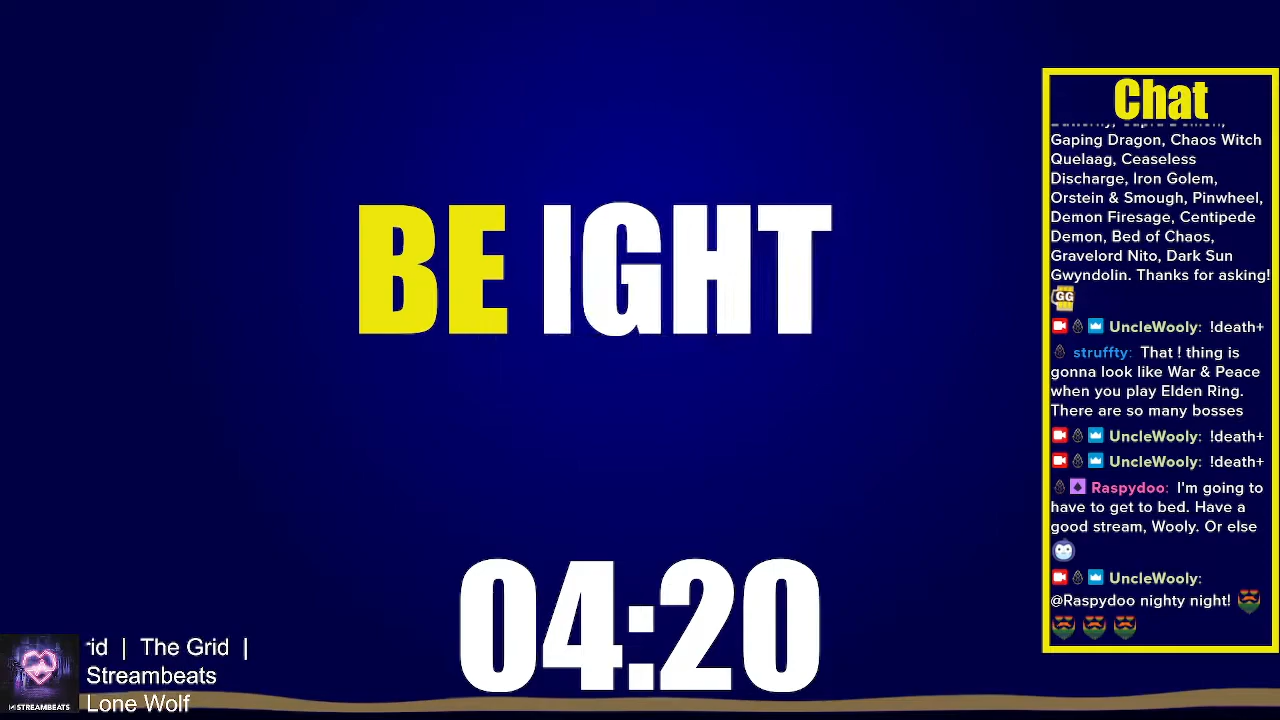 BE IGHT
04:20
Chat
Gaping Dragon, Chaos Witch
Quelaag, Ceaseless
Discharge, Iron Golem,
Orstein & Smough, Pinwheel,
Demon Firesage, Centipede
Demon, Bed of Chaos,
Gravelord Nito, Dark Sun
Gwyndolin. Thanks for asking!
GG
UncleWooly: !death+
struffty: That ! thing is
gonna look like War & Peace
when you play Elden Ring.
There are so many bosses
UncleWooly: !death+
UncleWooly: !death+
Raspydoo: I'm going to
have to get to bed. Have a
good stream, Wooly. Or else
UncleWooly:
@Raspydoo nighty night!
rid | The Grid |
Streambeats
Lone Wolf
STREAMBEATS